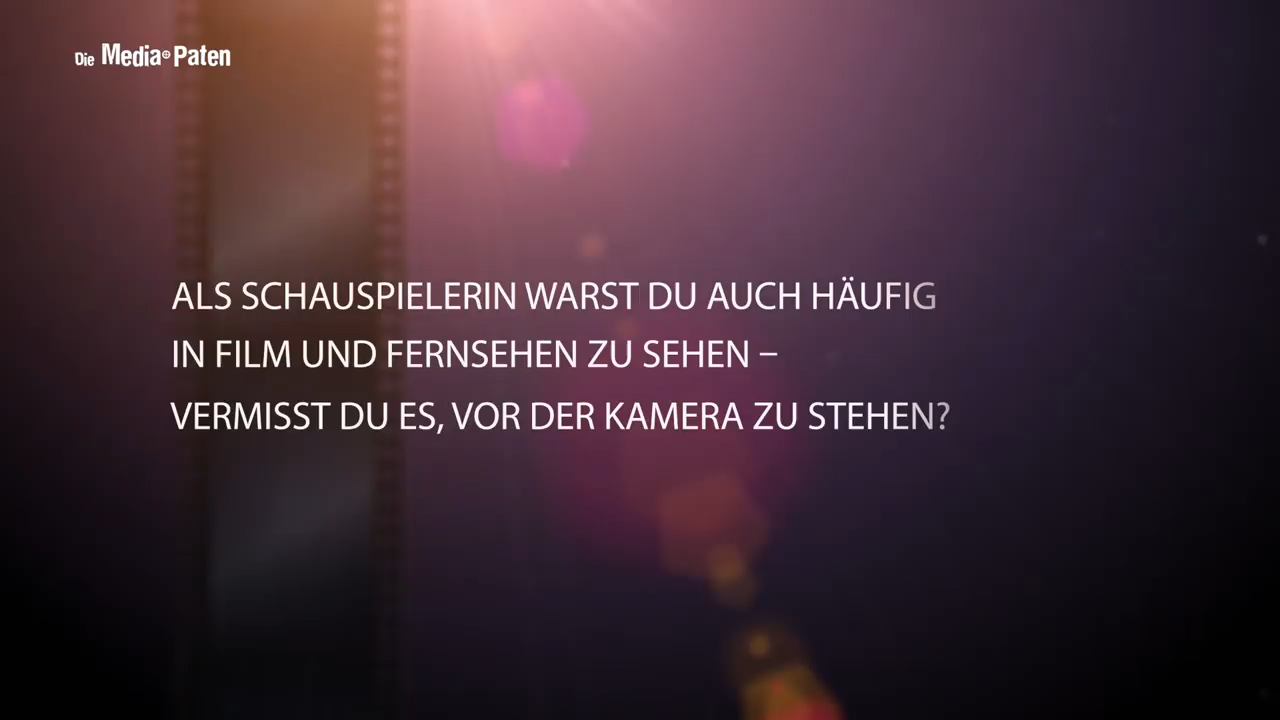 Die Media Paten
ALS SCHAUSPIELERIN WARST DU AUCH HÄUFIG
IN FILM UND FERNSEHEN ZU SEHEN –
VERMISST DU ES, VOR DER KAMERA ZU STEHEN?